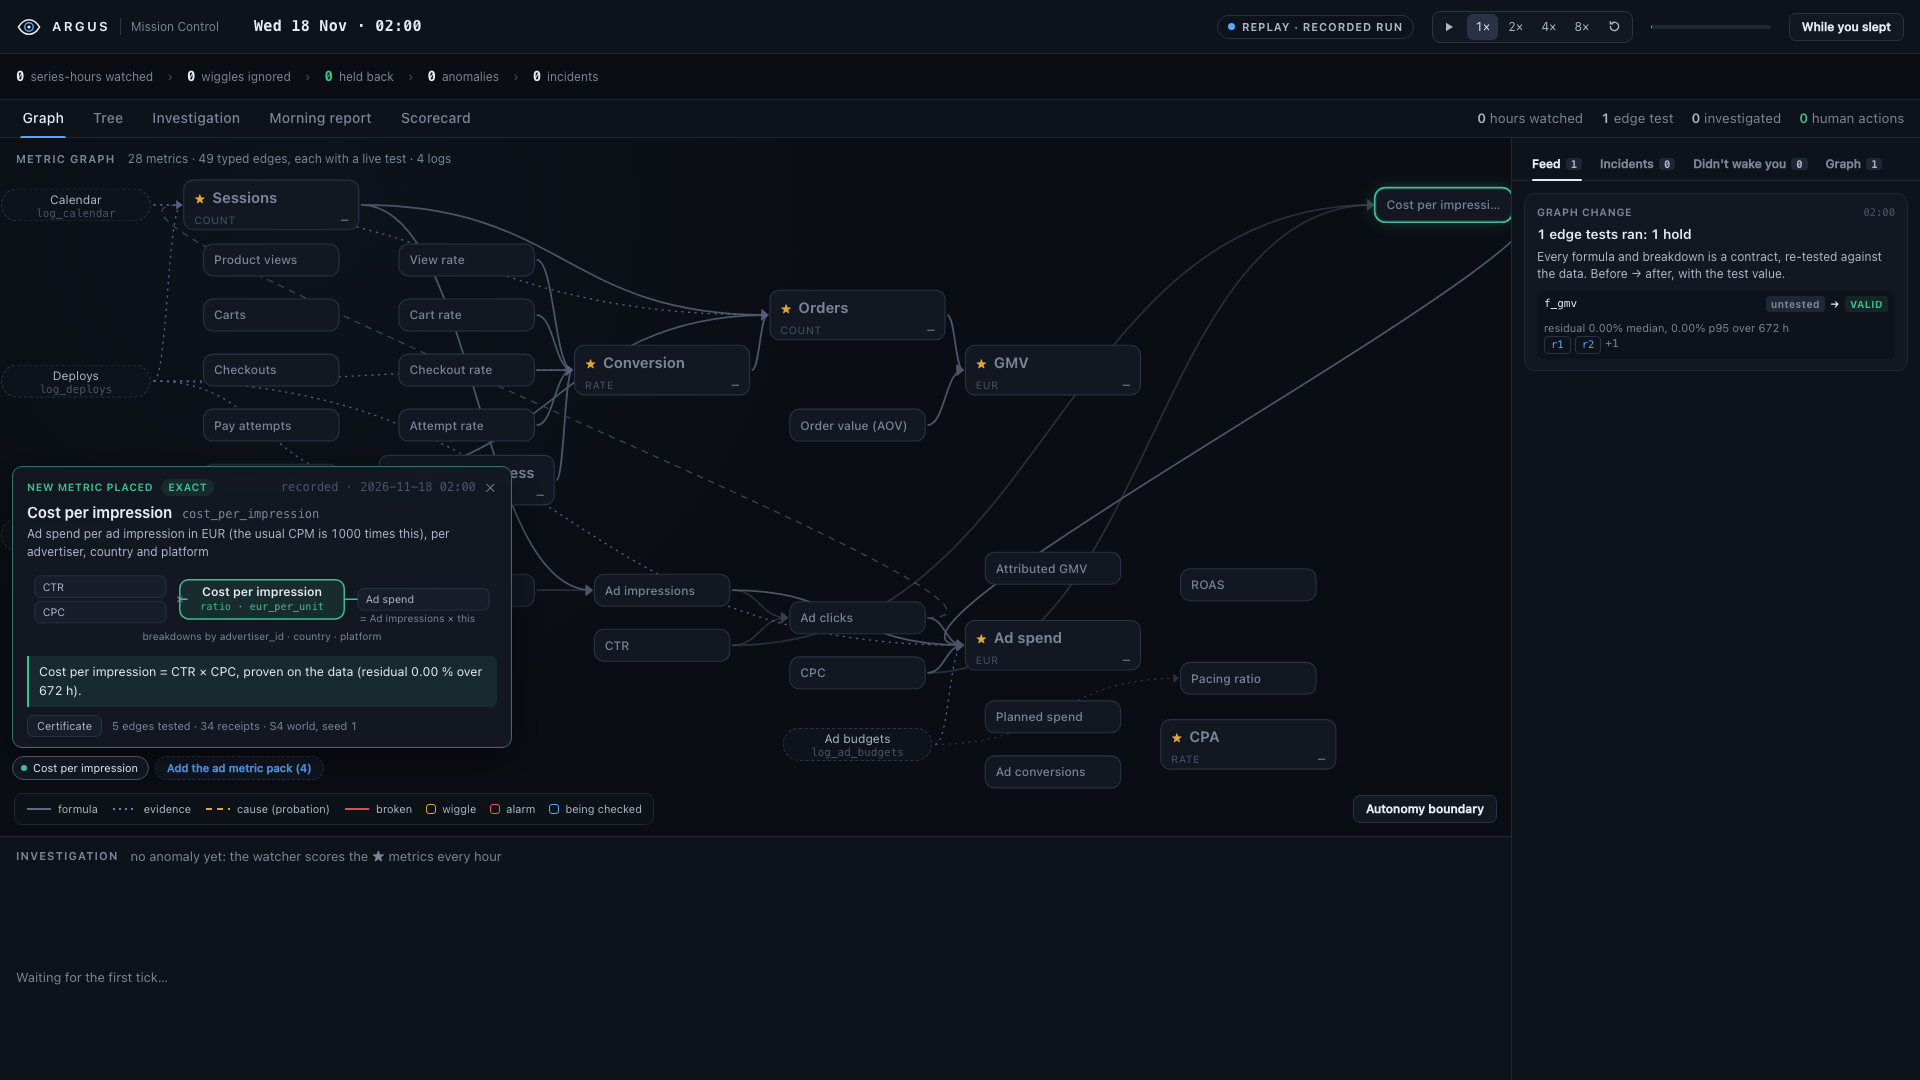 ARGUS Mission Control Wed 18 Nov · 02:00 REPLAY · RECORDED RUN 1× 2× 4× 8× While you slept
0 series-hours watched › 0 wiggles ignored › 0 held back › 0 anomalies › 0 incidents
Graph Tree Investigation Morning report Scorecard 0 hours watched 1 edge test 0 investigated 0 human actions
METRIC GRAPH 28 metrics · 49 typed edges, each with a live test · 4 logs
Calendar
log_calendar
★ Sessions
COUNT –
Cost per impressi...
Product views
View rate
Carts
Cart rate
★ Orders
COUNT –
Deploys
log_deploys
Checkouts
Checkout rate
★ Conversion
RATE –
★ GMV
EUR –
Pay attempts
Attempt rate
Order value (AOV)
ess
–
NEW METRIC PLACED EXACT recorded · 2026-11-18 02:00 ×
Cost per impression cost_per_impression
Ad spend per ad impression in EUR (the usual CPM is 1000 times this), per
advertiser, country and platform
CTR
CPC
×
Cost per impression
ratio · eur_per_unit
Ad spend
= Ad impressions × this
breakdowns by advertiser_id · country · platform
Cost per impression = CTR × CPC, proven on the data (residual 0.00 % over
672 h).
Certificate 5 edges tested · 34 receipts · S4 world, seed 1
Cost per impression Add the ad metric pack (4)
Attributed GMV
ROAS
Ad impressions
Ad clicks
CTR
★ Ad spend
EUR –
CPC
Pacing ratio
Planned spend
Ad budgets
log_ad_budgets
★ CPA
RATE –
Ad conversions
formula evidence cause (probation) broken wiggle alarm being checked
Autonomy boundary
INVESTIGATION no anomaly yet: the watcher scores the ★ metrics every hour
Waiting for the first tick...
Feed 1 Incidents 0 Didn't wake you 0 Graph 1
GRAPH CHANGE 02:00
1 edge tests ran: 1 hold
Every formula and breakdown is a contract, re-tested against
the data. Before → after, with the test value.
f_gmv untested → VALID
residual 0.00% median, 0.00% p95 over 672 h
r1 r2 +1